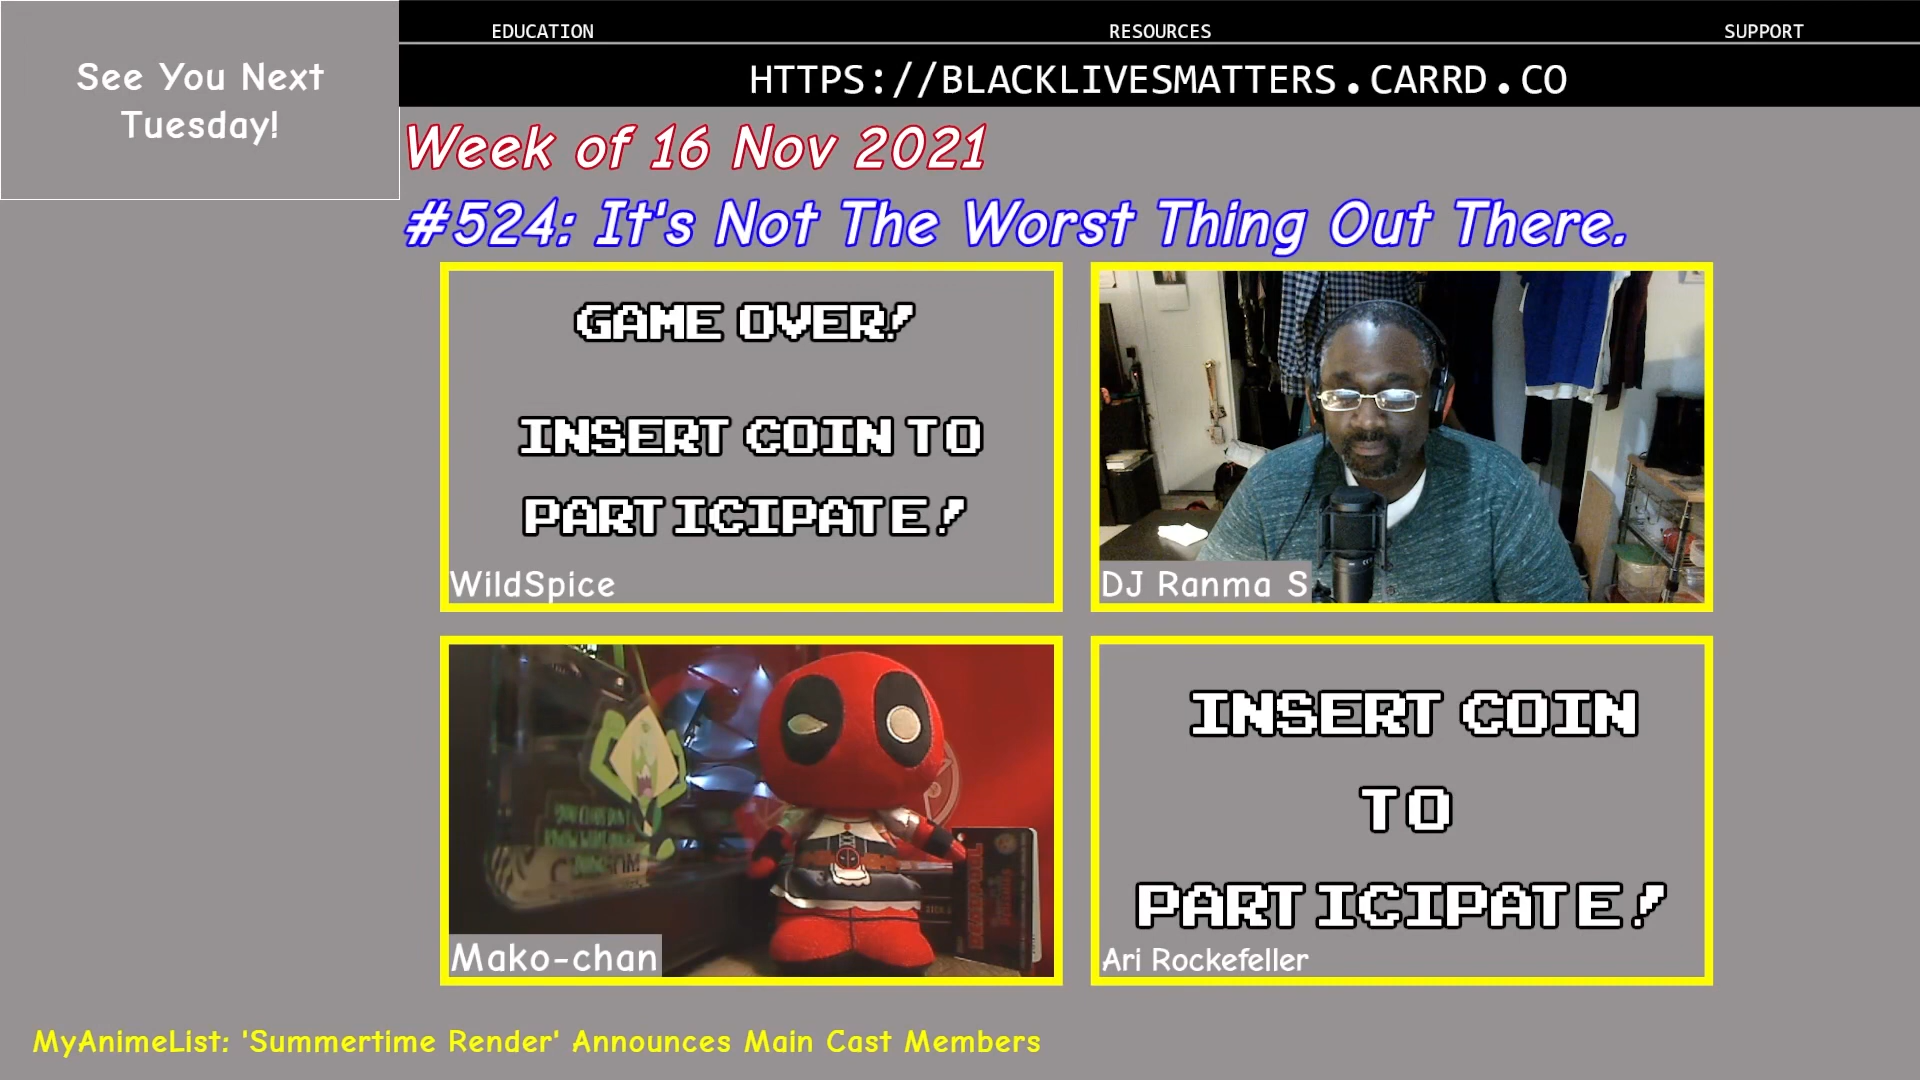 See You Next
Tuesday!
EDUCATION
RESOURCES
SUPPORT
HTTPS://BLACKLIVESMATTERS.CARRD.CO
Week of 16 Nov 2021
#524: It's Not The Worst Thing Out There.
GAME OVER!
INSERT COIN TO
PARTICIPATE!
WildSpice
DJ Ranma S
DEADPOOL
Mako-chan
INSERT COIN
TO
PARTICIPATE!
Ari Rockefeller
MyAnimeList: 'Summertime Render' Announces Main Cast Members